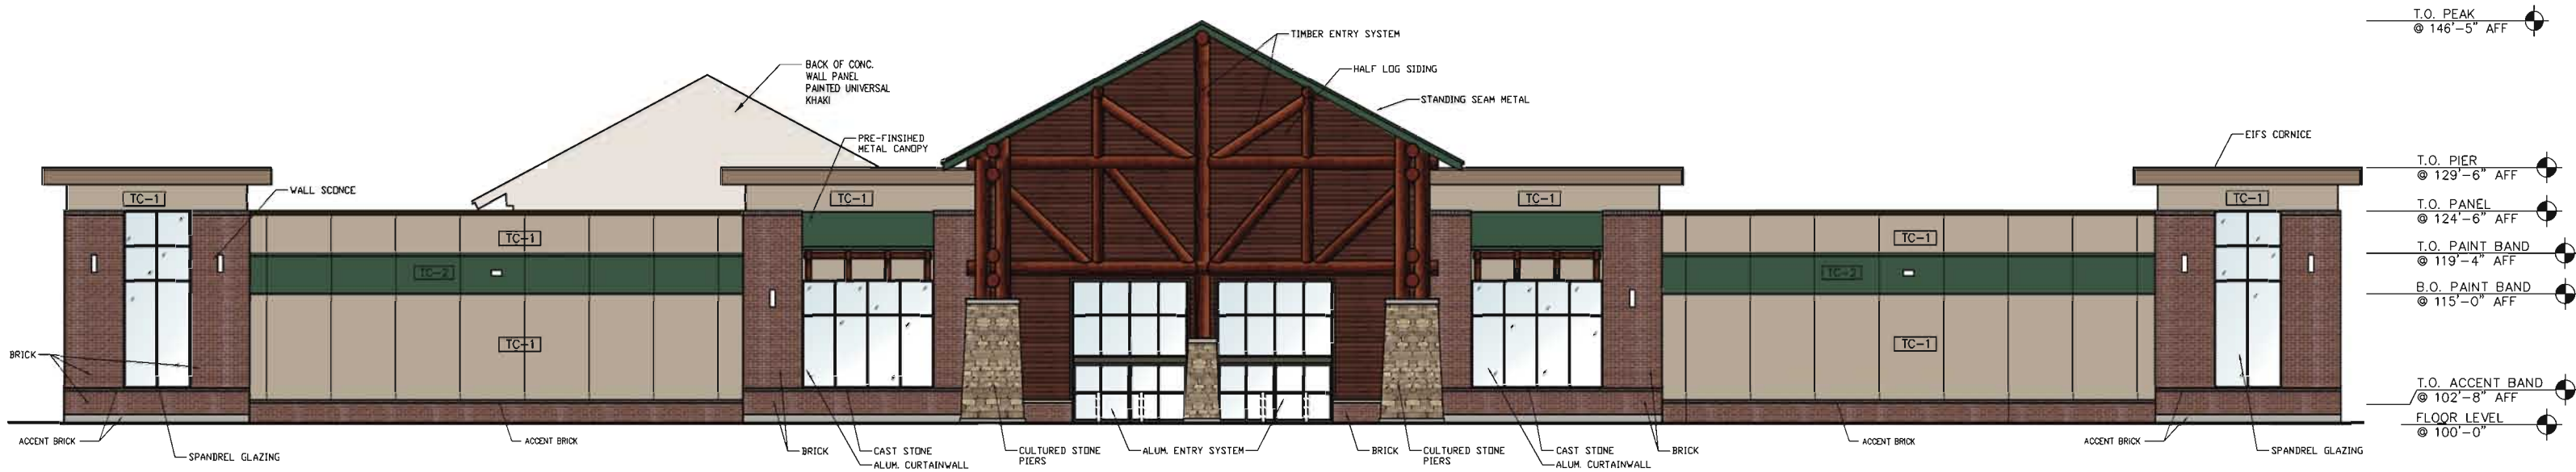 T.O. PEAK
@ 146'-5" AFF
TIMBER ENTRY SYSTEM
BACK OF CONC.
WALL PANEL
PAINTED UNIVERSAL
KHAKI
HALF LOG SIDING
STANDING SEAM METAL
PRE-FINSIHED
METAL CANOPY
EIFS CORNICE
T.O. PIER
@ 129'-6" AFF
WALL SCONCE
TC-1
TC-1
TC-1
TC-1
T.O. PANEL
@ 124'-6" AFF
TC-1
TC-1
T.O. PAINT BAND
@ 119'-4" AFF
TC-2
TC-2
B.O. PAINT BAND
@ 115'-0" AFF
TC-1
TC-1
BRICK
T.O. ACCENT BAND
@ 102'-8" AFF
FLOOR LEVEL
@ 100'-0"
ACCENT BRICK
SPANDREL GLAZING
ACCENT BRICK
BRICK
CAST STONE
ALUM. CURTAINWALL
CULTURED STONE
PIERS
ALUM. ENTRY SYSTEM
BRICK
CULTURED STONE
PIERS
CAST STONE
ALUM. CURTAINWALL
BRICK
ACCENT BRICK
ACCENT BRICK
SPANDREL GLAZING